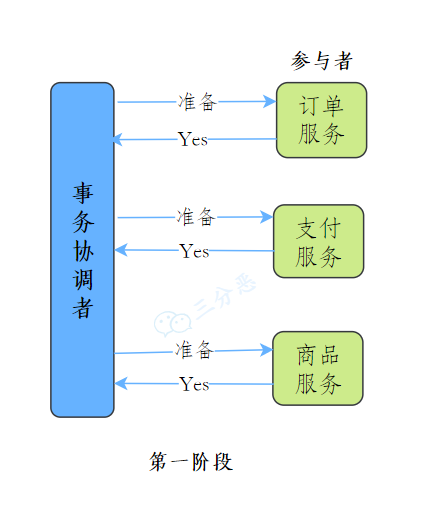 参与者
事务协调者
准备
订单
服务
Yes
准备
支付
服务
Yes
三分恶
准备
商品
服务
Yes
第一阶段